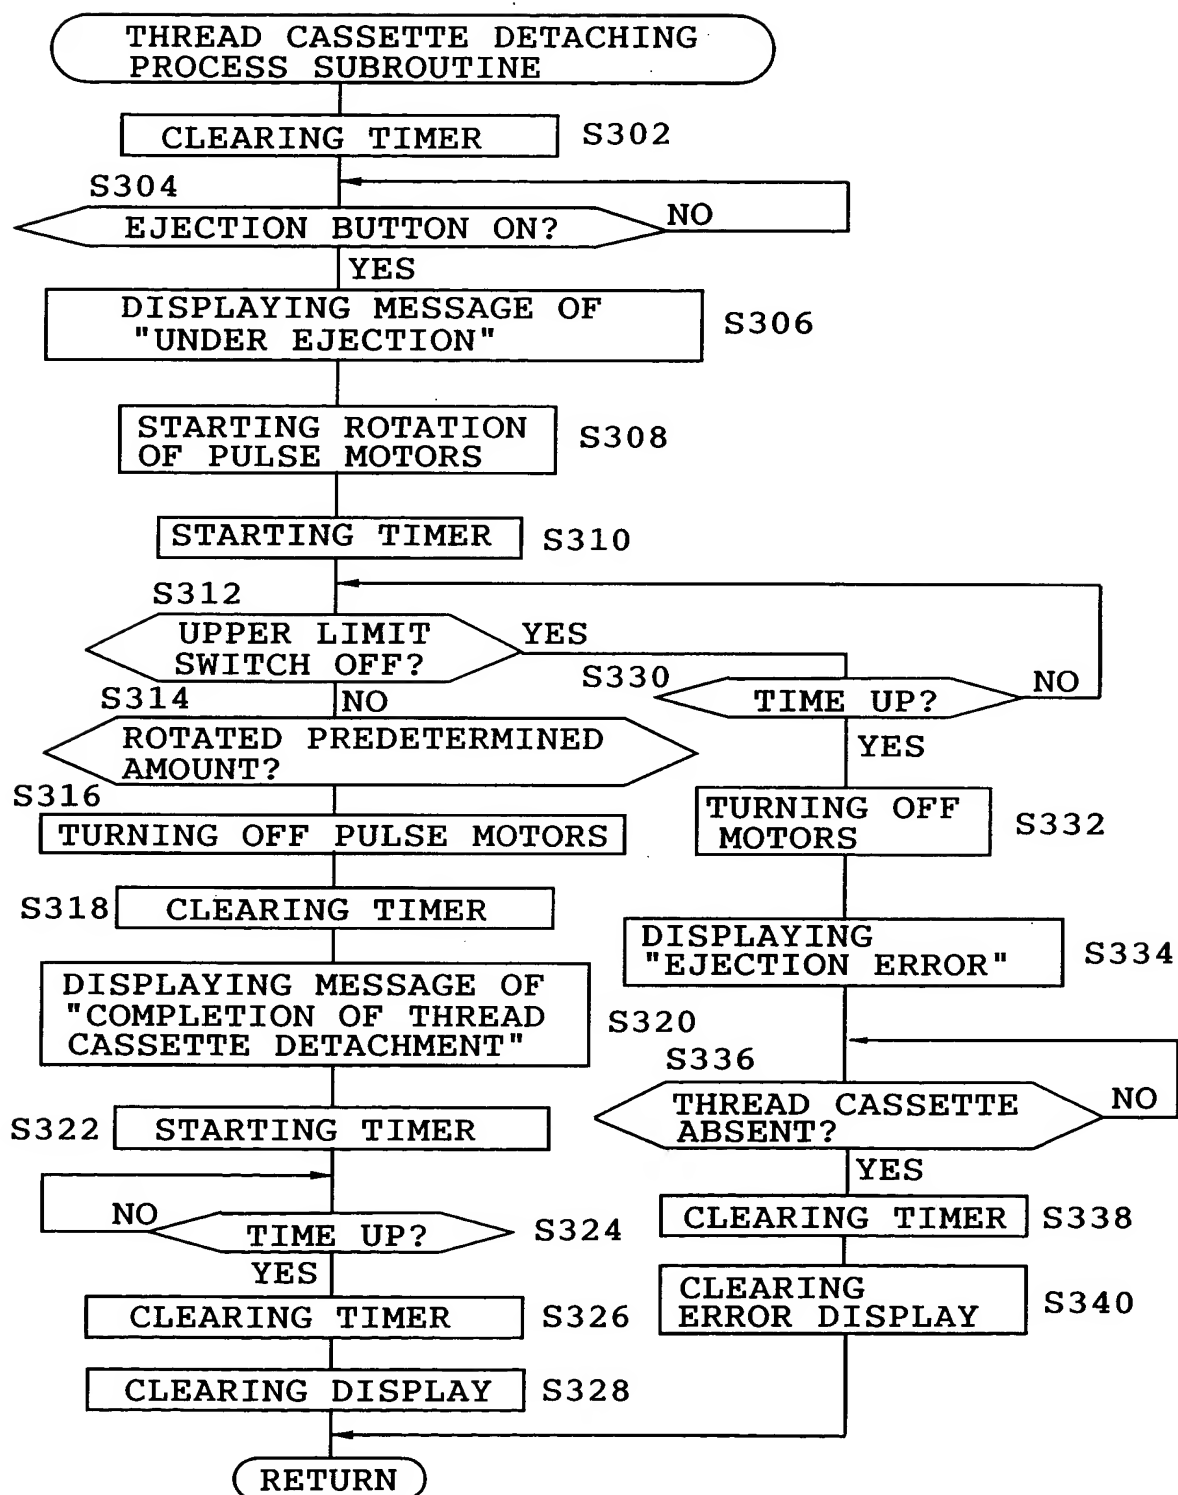 THREAD CASSETTE DETACHING
PROCESS SUBROUTINE
CLEARING TIMER
S302
S304
EJECTION BUTTON ON?
NO
YES
DISPLAYING MESSAGE OF
"UNDER EJECTION"
S306
STARTING ROTATION
OF PULSE MOTORS
S308
STARTING TIMER
S310
S312
UPPER LIMIT
SWITCH OFF?
YES
NO
S314
ROTATED PREDETERMINED
AMOUNT?
S316
TURNING OFF PULSE MOTORS
S318
CLEARING TIMER
DISPLAYING MESSAGE OF
"COMPLETION OF THREAD
CASSETTE DETACHMENT"
S320
S322
STARTING TIMER
NO
TIME UP?
S324
YES
CLEARING TIMER
S326
CLEARING DISPLAY
S328
S330
TIME UP?
NO
YES
TURNING OFF
MOTORS
S332
DISPLAYING
"EJECTION ERROR"
S334
S336
THREAD CASSETTE
ABSENT?
NO
YES
CLEARING TIMER
S338
CLEARING
ERROR DISPLAY
S340
RETURN